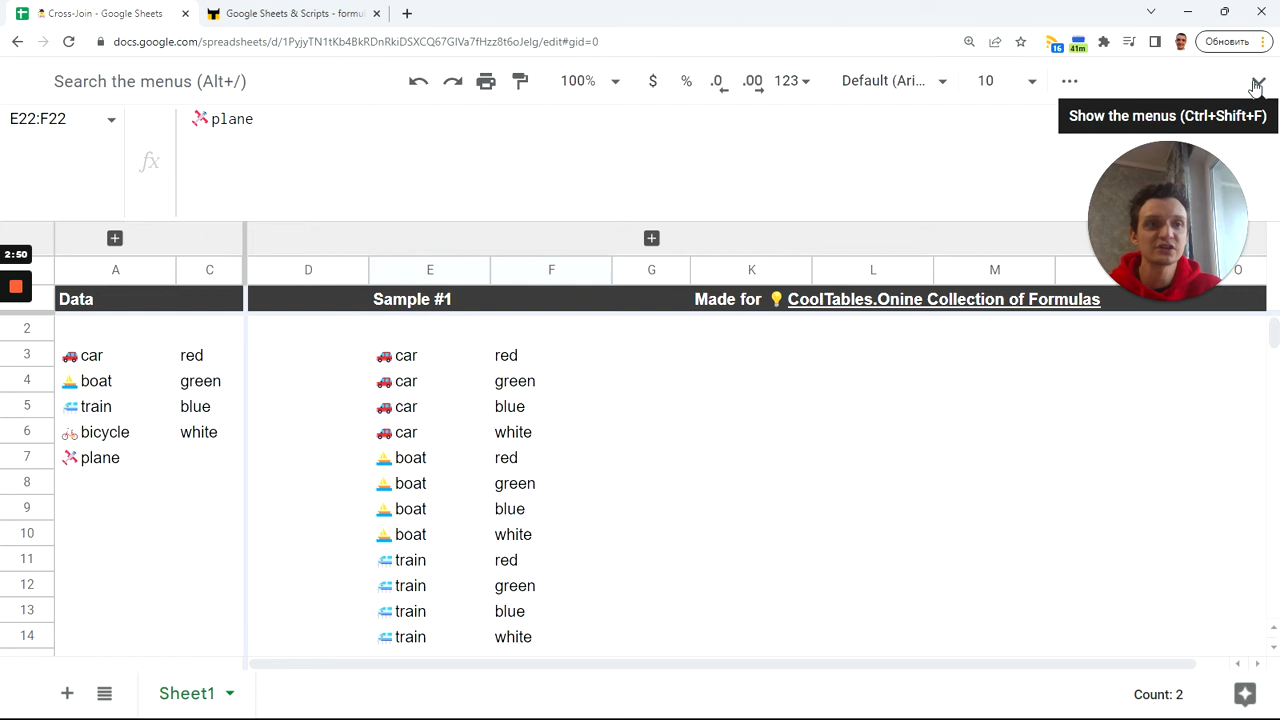 Cross-Join - Google Sheets
Google Sheets & Scripts - formul
docs.google.com/spreadsheets/d/1PyjyTN1tKb4BkRDnRkiDSXCQ67GIVa7fHzz8t6oJelg/edit#gid=0
16
41m
Обновить
Search the menus (Alt+/)
100%
$
%
.0
.00
123
Default (Ari...
10
Show the menus (Ctrl+Shift+F)
E22:F22
fx
plane
2:50
A C D E F G K L M O
Data Sample #1 Made for CoolTables.Onine Collection of Formulas
2
3 car red car red
4 boat green car green
5 train blue car blue
6 bicycle white car white
7 plane boat red
8 boat green
9 boat blue
10 boat white
11 train red
12 train green
13 train blue
14 train white
Sheet1
Count: 2